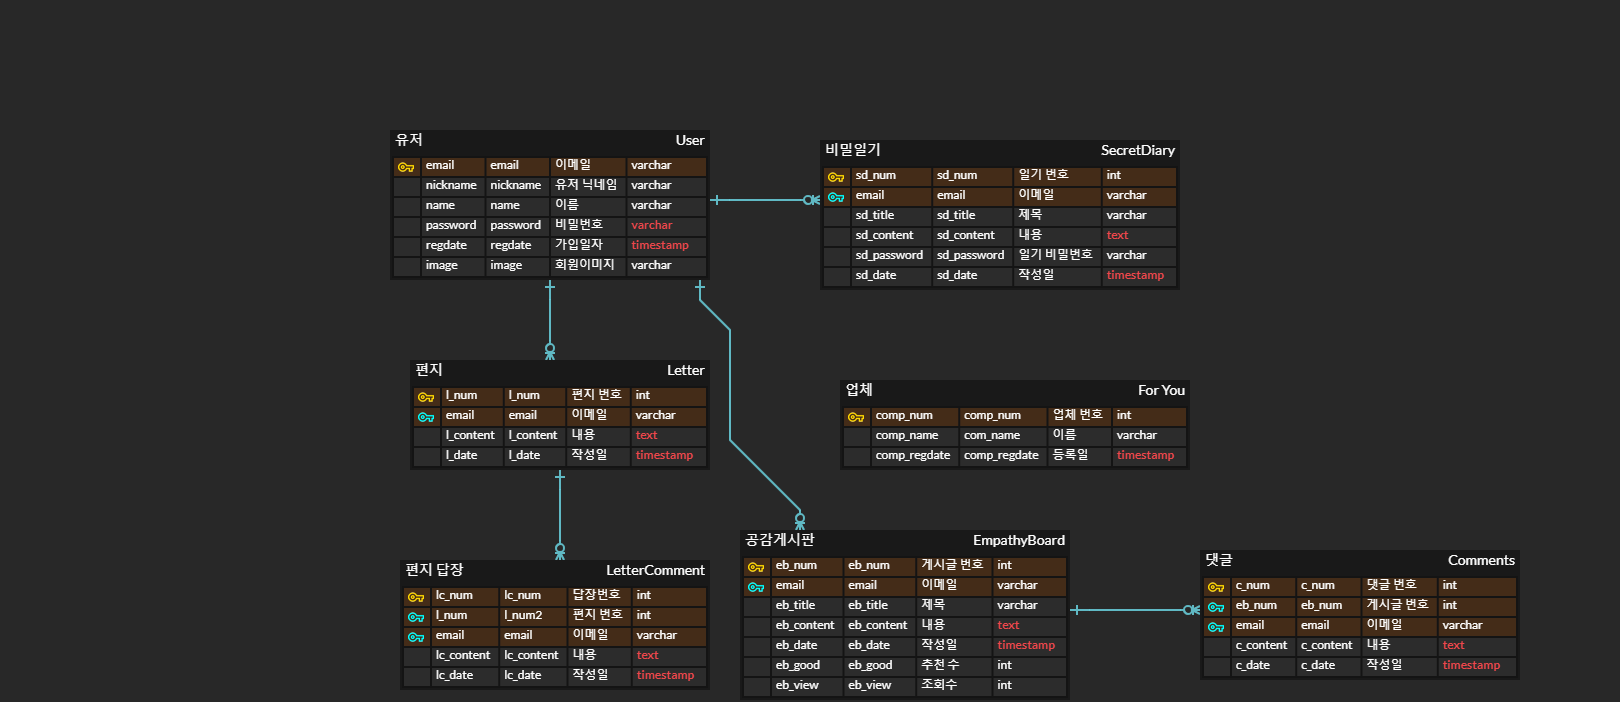 유저 User
email email 이메일 varchar
nickname nickname 유저 닉네임 varchar
name name 이름 varchar
password password 비밀번호 varchar
regdate regdate 가입일자 timestamp
image image 회원이미지 varchar
비밀일기 SecretDiary
sd_num sd_num 일기 번호 int
email email 이메일 varchar
sd_title sd_title 제목 varchar
sd_content sd_content 내용 text
sd_password sd_password 일기 비밀번호 varchar
sd_date sd_date 작성일 timestamp
편지 Letter
l_num l_num 편지 번호 int
email email 이메일 varchar
l_content l_content 내용 text
l_date l_date 작성일 timestamp
업체 For You
comp_num comp_num 업체 번호 int
comp_name com_name 이름 varchar
comp_regdate comp_regdate 등록일 timestamp
편지 답장 LetterComment
lc_num lc_num 답장번호 int
l_num l_num2 편지 번호 int
email email 이메일 varchar
lc_content lc_content 내용 text
lc_date lc_date 작성일 timestamp
공감게시판 EmpathyBoard
eb_num eb_num 게시글 번호 int
email email 이메일 varchar
eb_title eb_title 제목 varchar
eb_content eb_content 내용 text
eb_date eb_date 작성일 timestamp
eb_good eb_good 추천 수 int
eb_view eb_view 조회수 int
댓글 Comments
c_num c_num 댓글 번호 int
eb_num eb_num 게시글 번호 int
email email 이메일 varchar
c_content c_content 내용 text
c_date c_date 작성일 timestamp